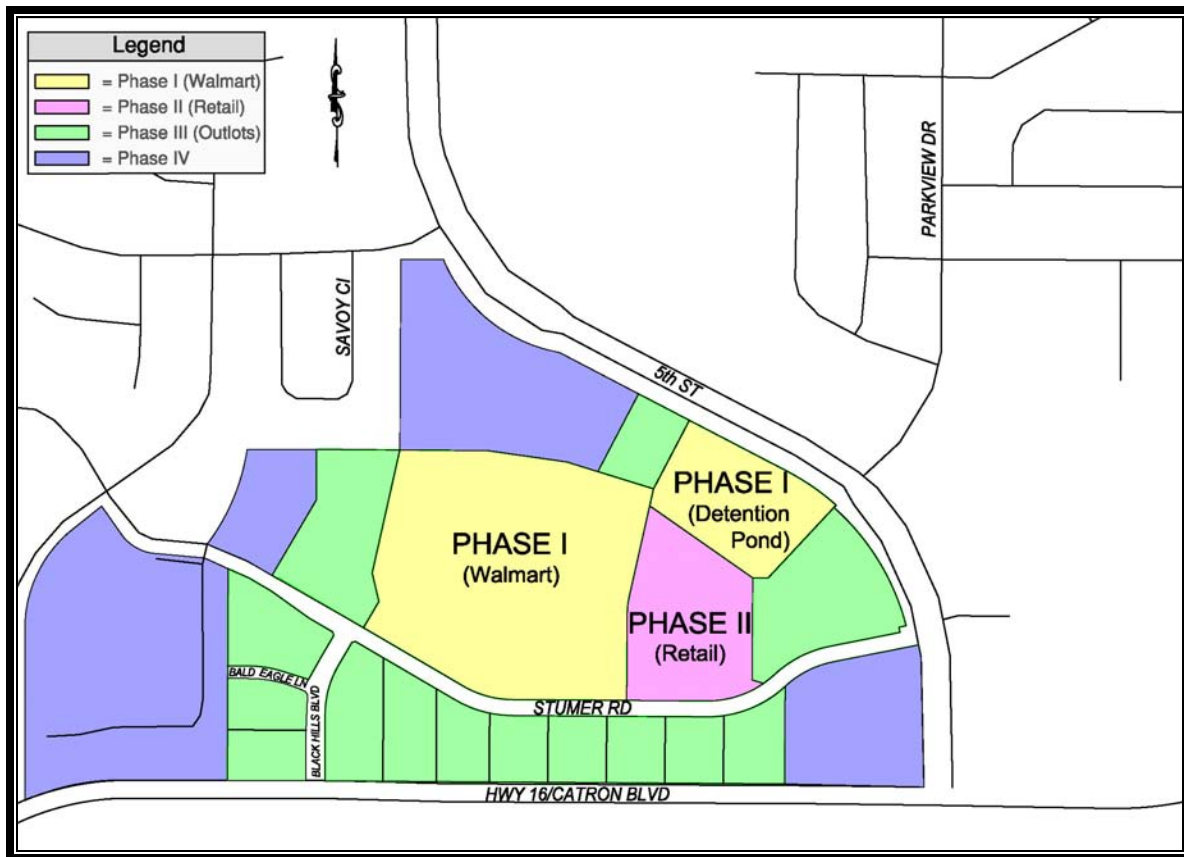 Legend
= Phase I (Walmart)
= Phase II (Retail)
= Phase III (Outlots)
= Phase IV
PARKVIEW DR
SAVOY CI
5th ST
PHASE I
(Detention
Pond)
PHASE I
(Walmart)
PHASE II
(Retail)
BALD EAGLE LN
BLACK HILLS BLVD
STUMER RD
HWY 16/CATRON BLVD